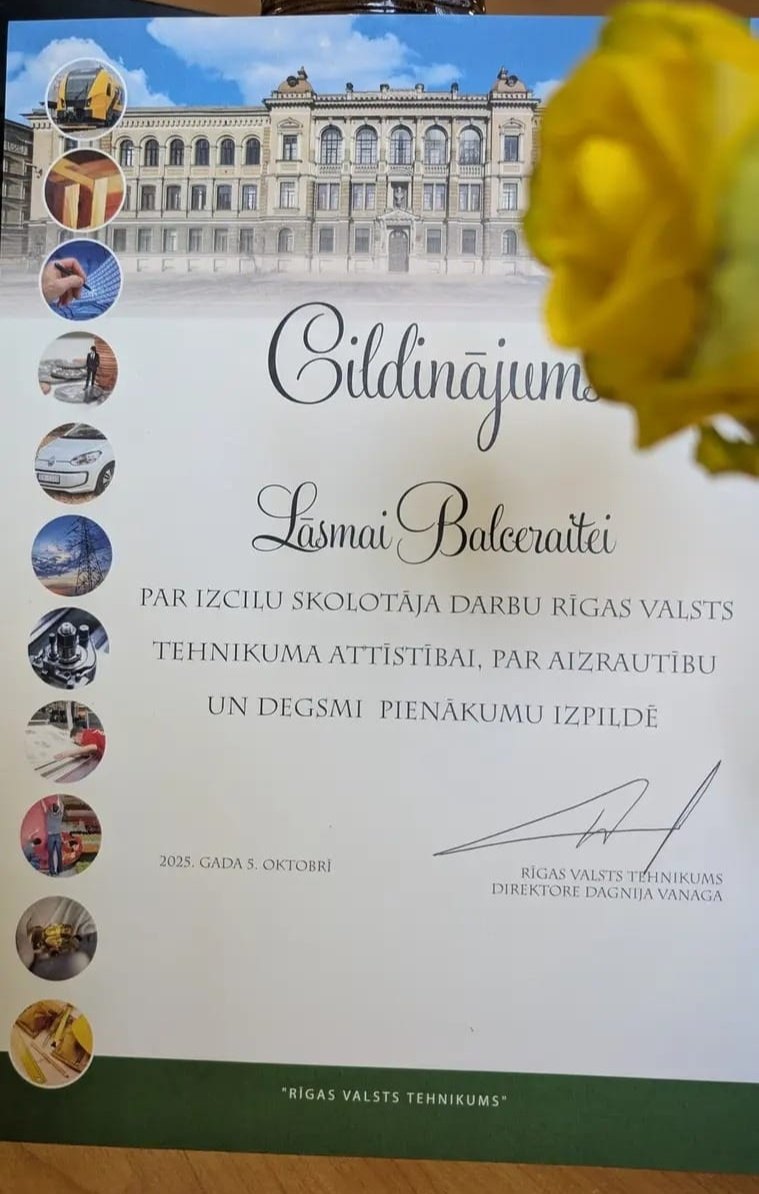 Cildinājums
Lāsmai Balceraitei
PAR IZCILU SKOLOTĀJA DARBU RĪGAS VALSTS
TEHNIKUMA ATTĪSTĪBAI, PAR AIZRAUTĪBU
UN DEGSMI PIENĀKUMU IZPILDĒ
2025. GADA 5. OKTOBRĪ
RĪGAS VALSTS TEHNIKUMS
DIREKTORE DAGNIJA VANAGA
"RĪGAS VALSTS TEHNIKUMS"